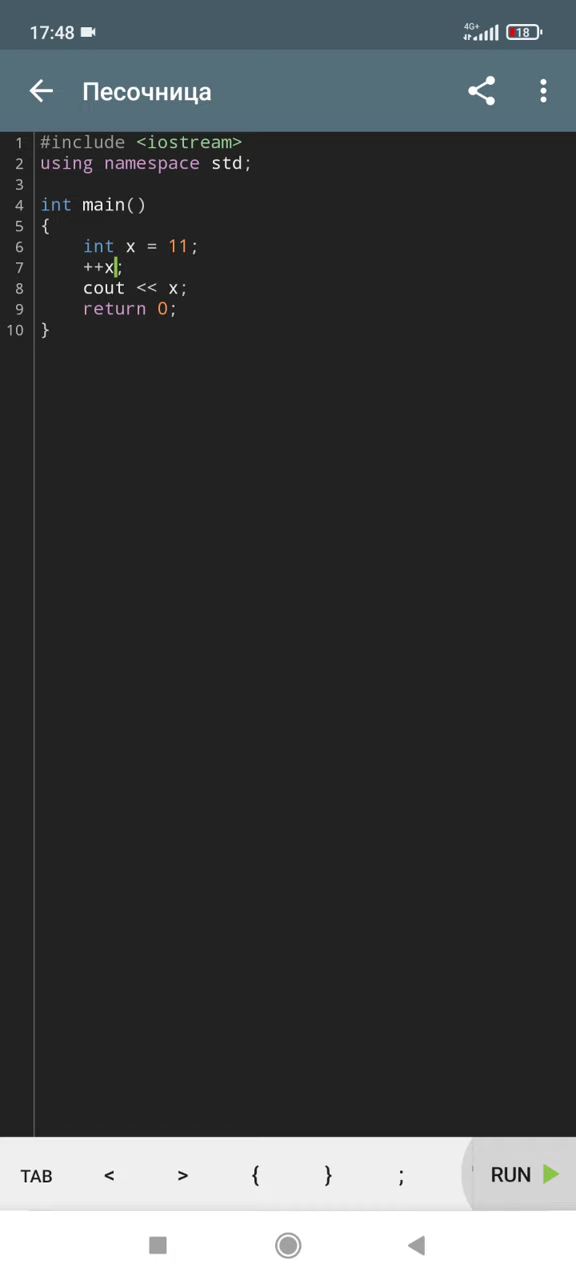 17:48 4G+ 18
Песочница
1 #include <iostream>
2 using namespace std;
3
4 int main()
5 {
6     int x = 11;
7     ++x;
8     cout << x;
9     return 0;
10 }
TAB < > { } ; RUN